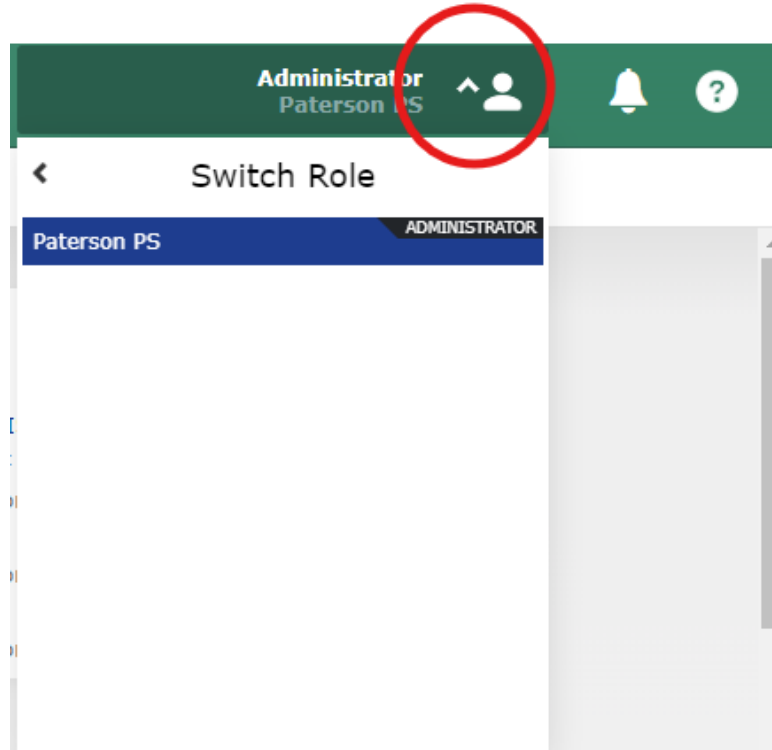 Administrator
Paterson PS
?
Switch Role
Paterson PS
ADMINISTRATOR